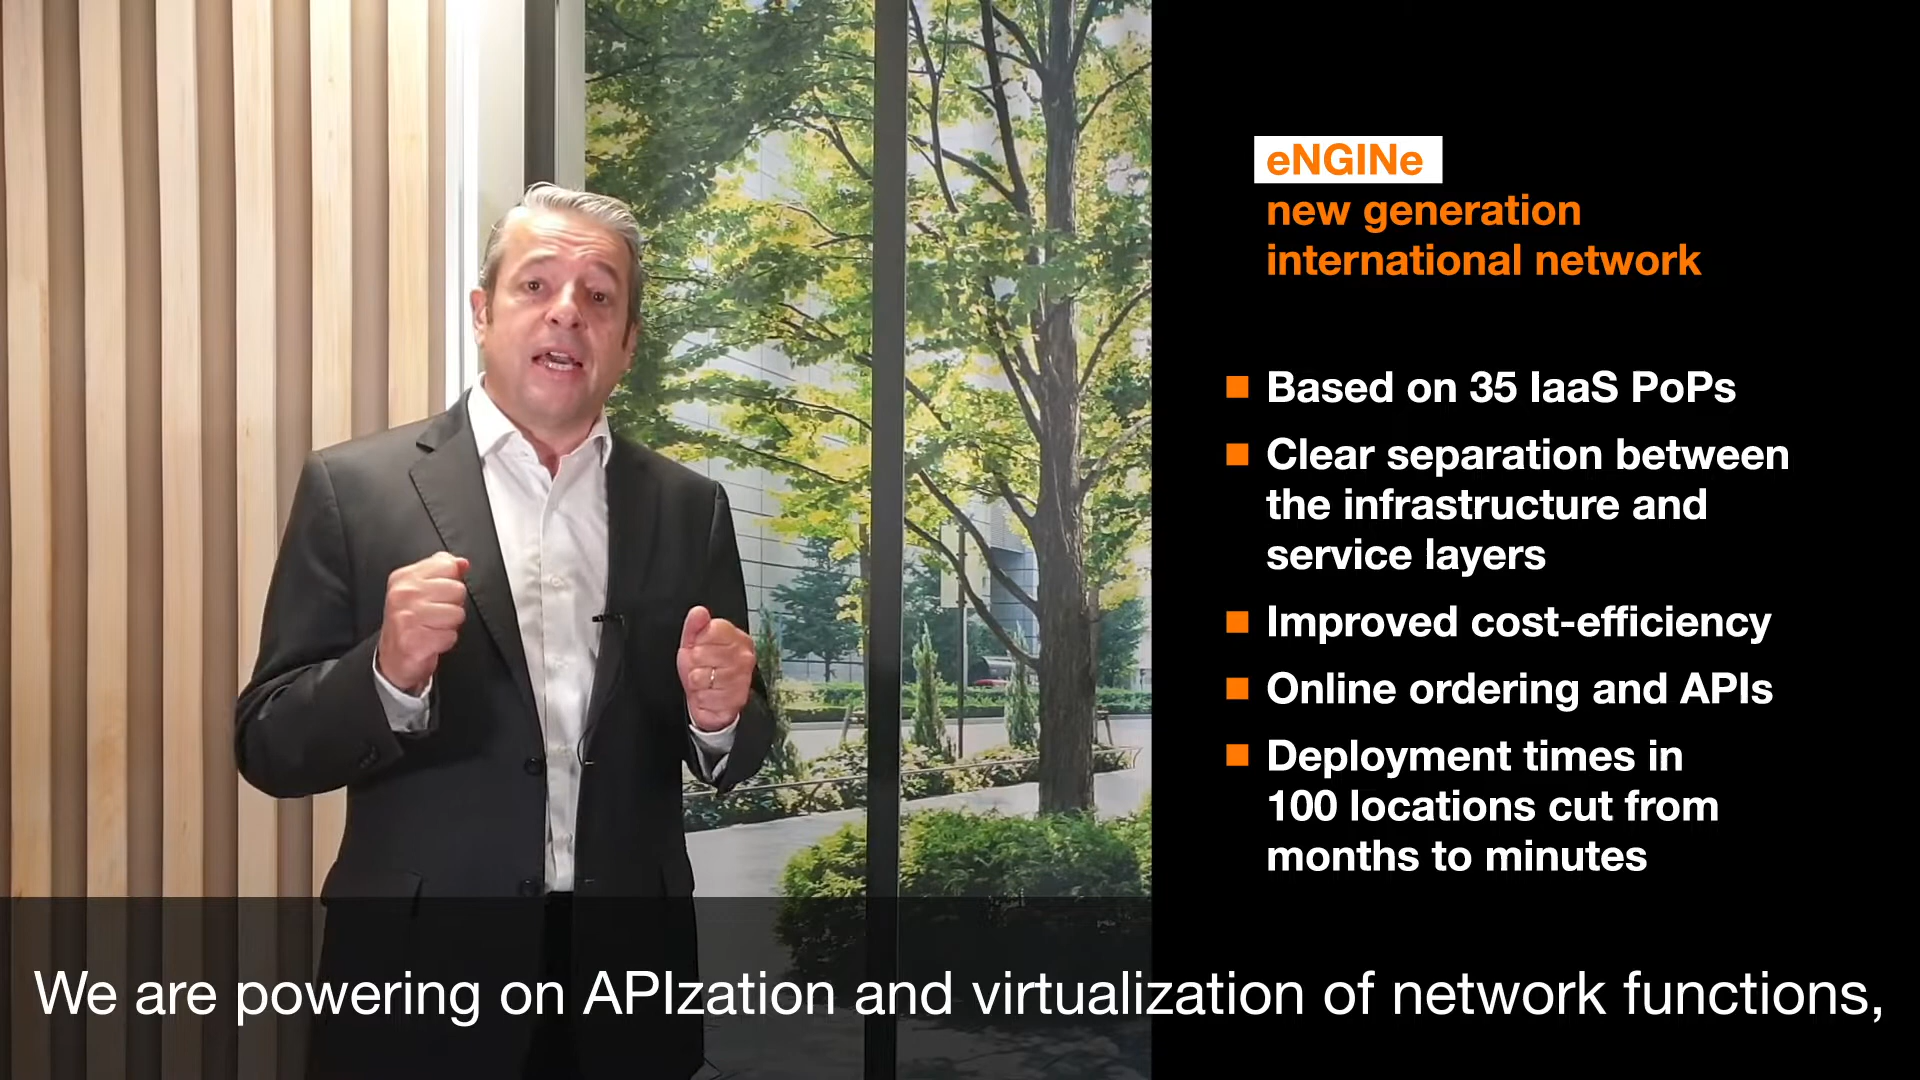 eNGINe
new generation
international network
Based on 35 IaaS PoPs
Clear separation between
the infrastructure and
service layers
Improved cost-efficiency
Online ordering and APIs
Deployment times in
100 locations cut from
months to minutes
We are powering on APIzation and virtualization of network functions,